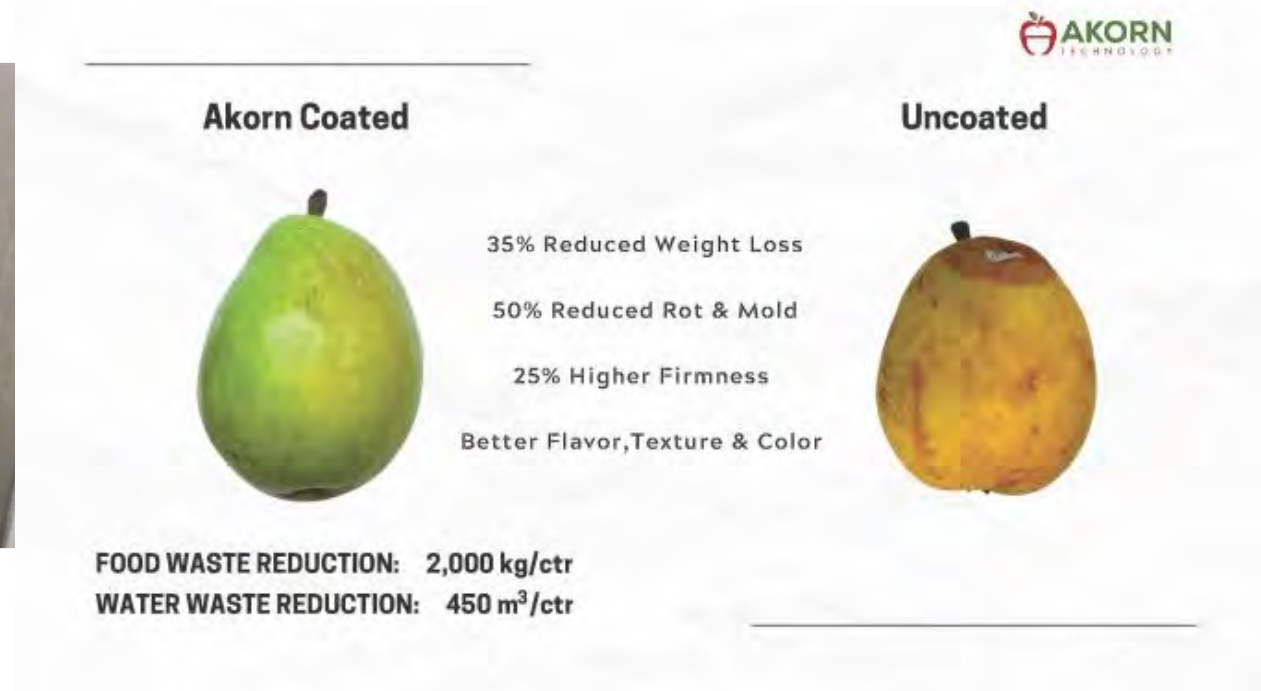 AKORN
TECHNOLOGY
Akorn Coated
Uncoated
35% Reduced Weight Loss
50% Reduced Rot & Mold
25% Higher Firmness
Better Flavor,Texture & Color
FOOD WASTE REDUCTION: 2,000 kg/ctr
WATER WASTE REDUCTION: 450 m³/ctr